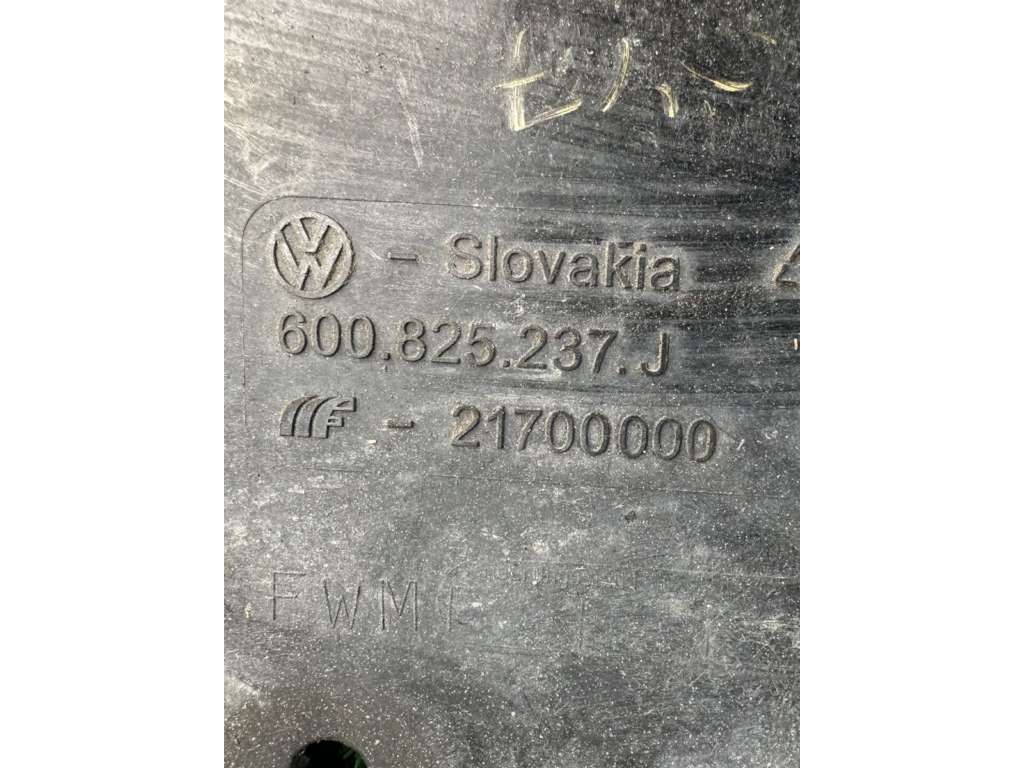 - Slovakia
600.825.237.J
- 21700000
FWM